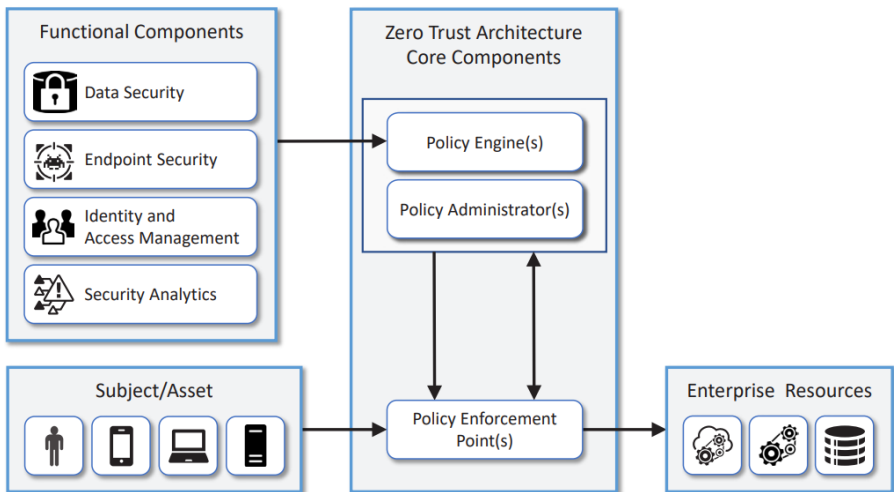 Functional Components
Data Security
Endpoint Security
Identity and
Access Management
Security Analytics
Zero Trust Architecture
Core Components
Policy Engine(s)
Policy Administrator(s)
Subject/Asset
Policy Enforcement
Point(s)
Enterprise Resources